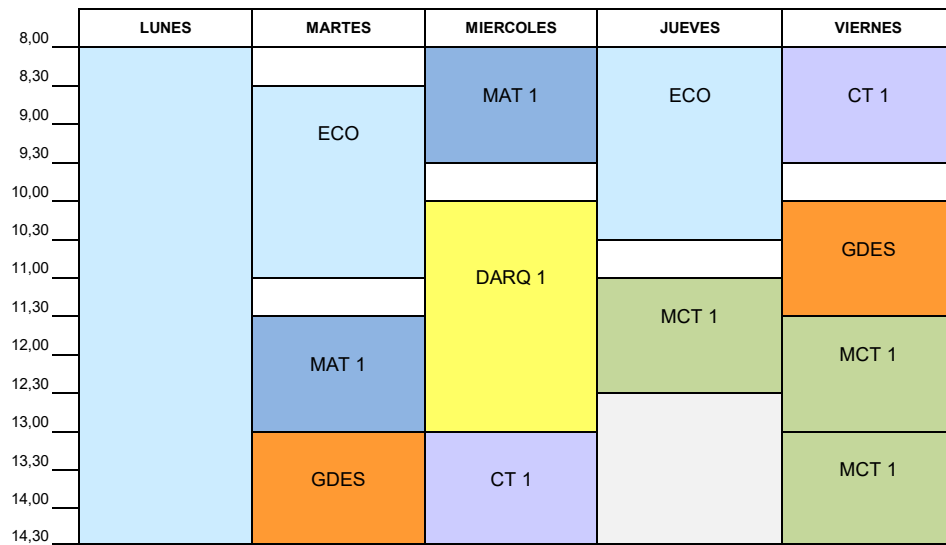 LUNES MARTES MIERCOLES JUEVES VIERNES
8,00
8,30
MAT 1 ECO CT 1
9,00
ECO
9,30
10,00
10,30
GDES
11,00
DARQ 1
11,30
MCT 1
12,00
MAT 1 MCT 1
12,30
13,00
13,30
GDES CT 1 MCT 1
14,00
14,30